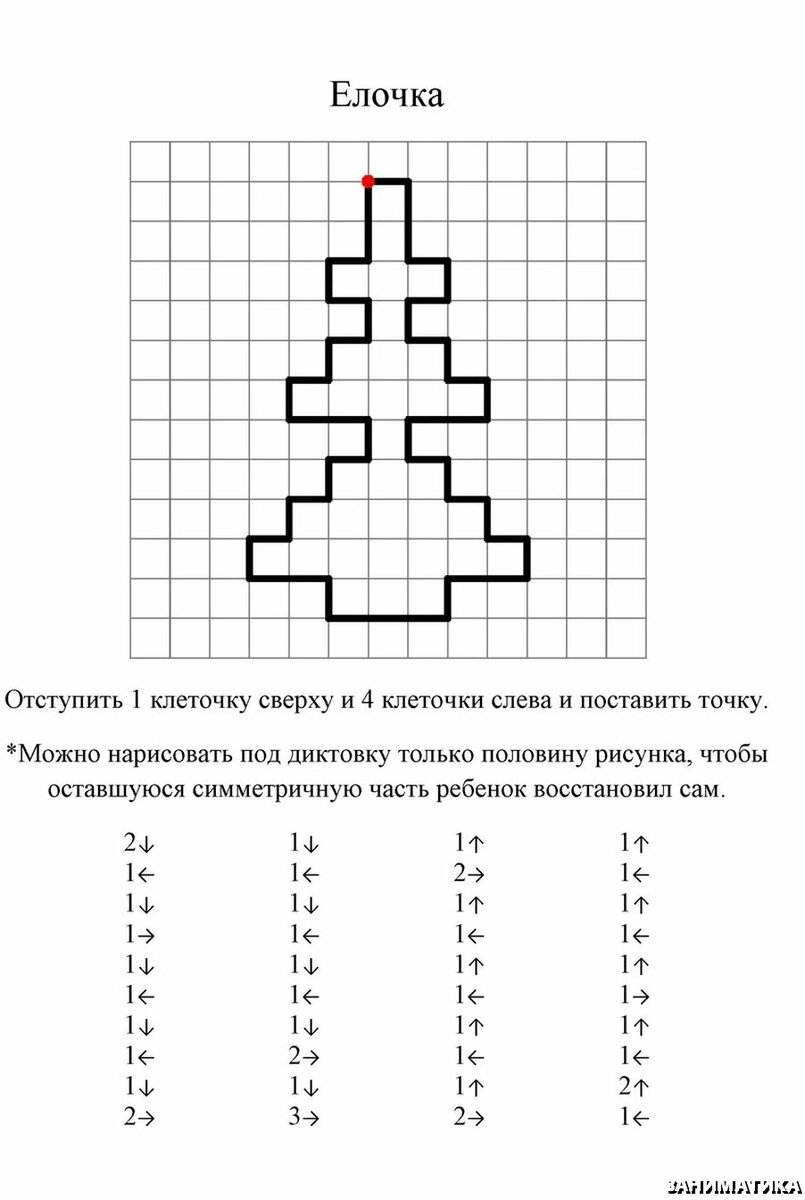 Елочка
Отступить 1 клеточку сверху и 4 клеточки слева и поставить точку.
*Можно нарисовать под диктовку только половину рисунка, чтобы
оставшуюся симметричную часть ребенок восстановил сам.
2↓ 1↓ 1↑ 1↑
1← 1← 2→ 1←
1↓ 1↓ 1↑ 1↑
1→ 1← 1← 1←
1↓ 1↓ 1↑ 1↑
1← 1← 1← 1→
1↓ 1↓ 1↑ 1↑
1← 2→ 1← 1←
1↓ 1↓ 1↑ 2↑
2→ 3→ 2→ 1←
ЗАНИМАТИКА